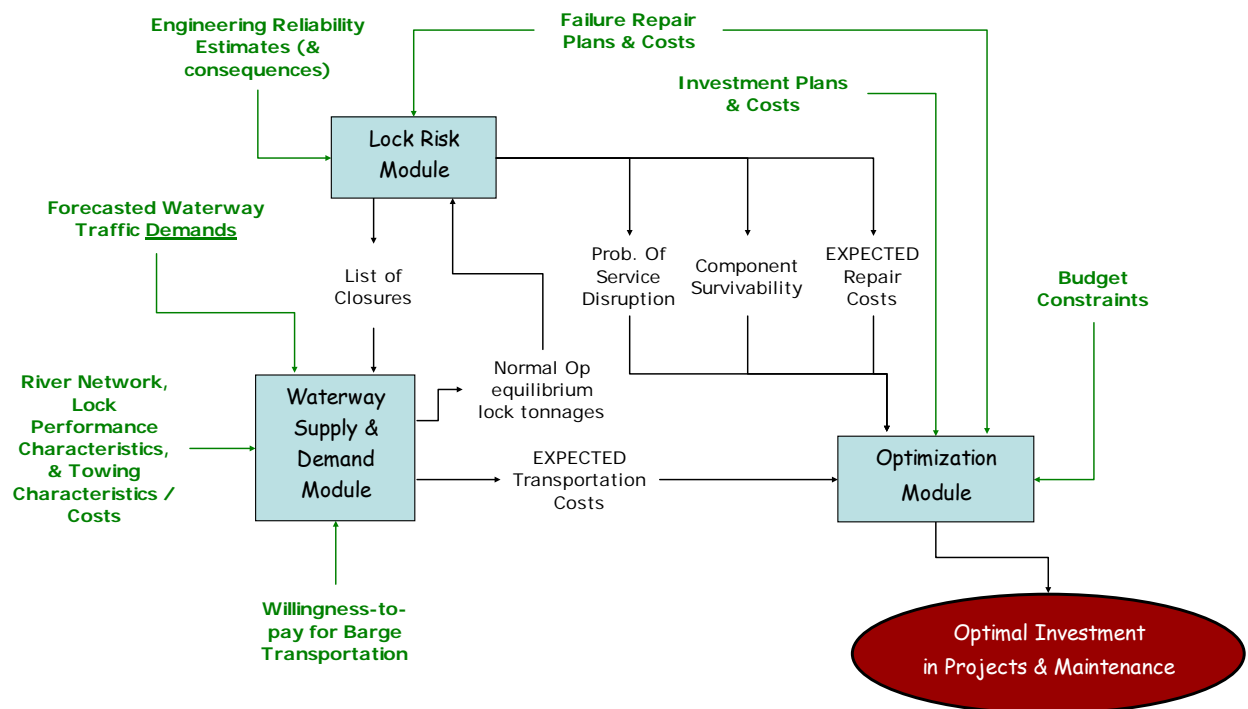 Engineering Reliability
Estimates (&
consequences)
Failure Repair
Plans & Costs
Investment Plans
& Costs
Lock Risk
Module
Forecasted Waterway
Traffic Demands
List of
Closures
Prob. Of
Service
Disruption
Component
Survivability
EXPECTED
Repair
Costs
Budget
Constraints
River Network,
Lock
Performance
Characteristics,
& Towing
Characteristics /
Costs
Waterway
Supply &
Demand
Module
Normal Op
equilibrium
lock tonnages
EXPECTED
Transportation
Costs
Optimization
Module
Willingness-to-
pay for Barge
Transportation
Optimal Investment
in Projects & Maintenance